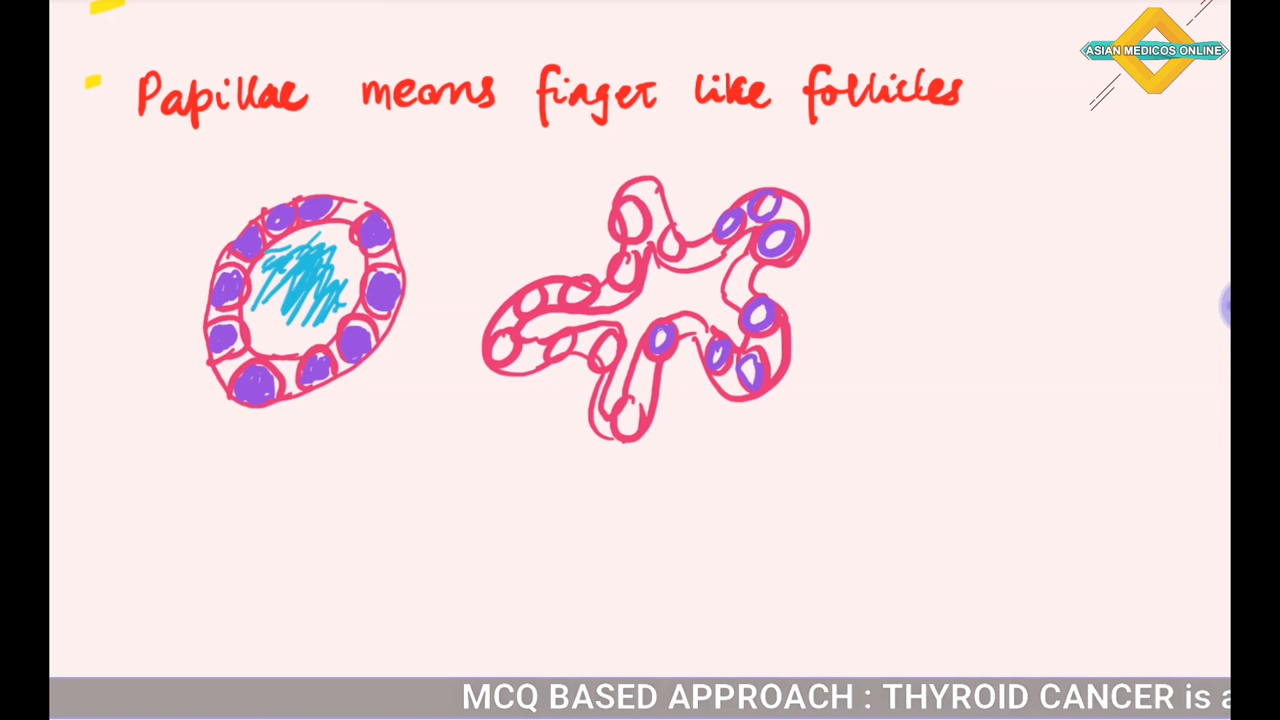 ASIAN MEDICOS ONLINE
Papillae means finger like follicles
MCQ BASED APPROACH : THYROID CANCER is a